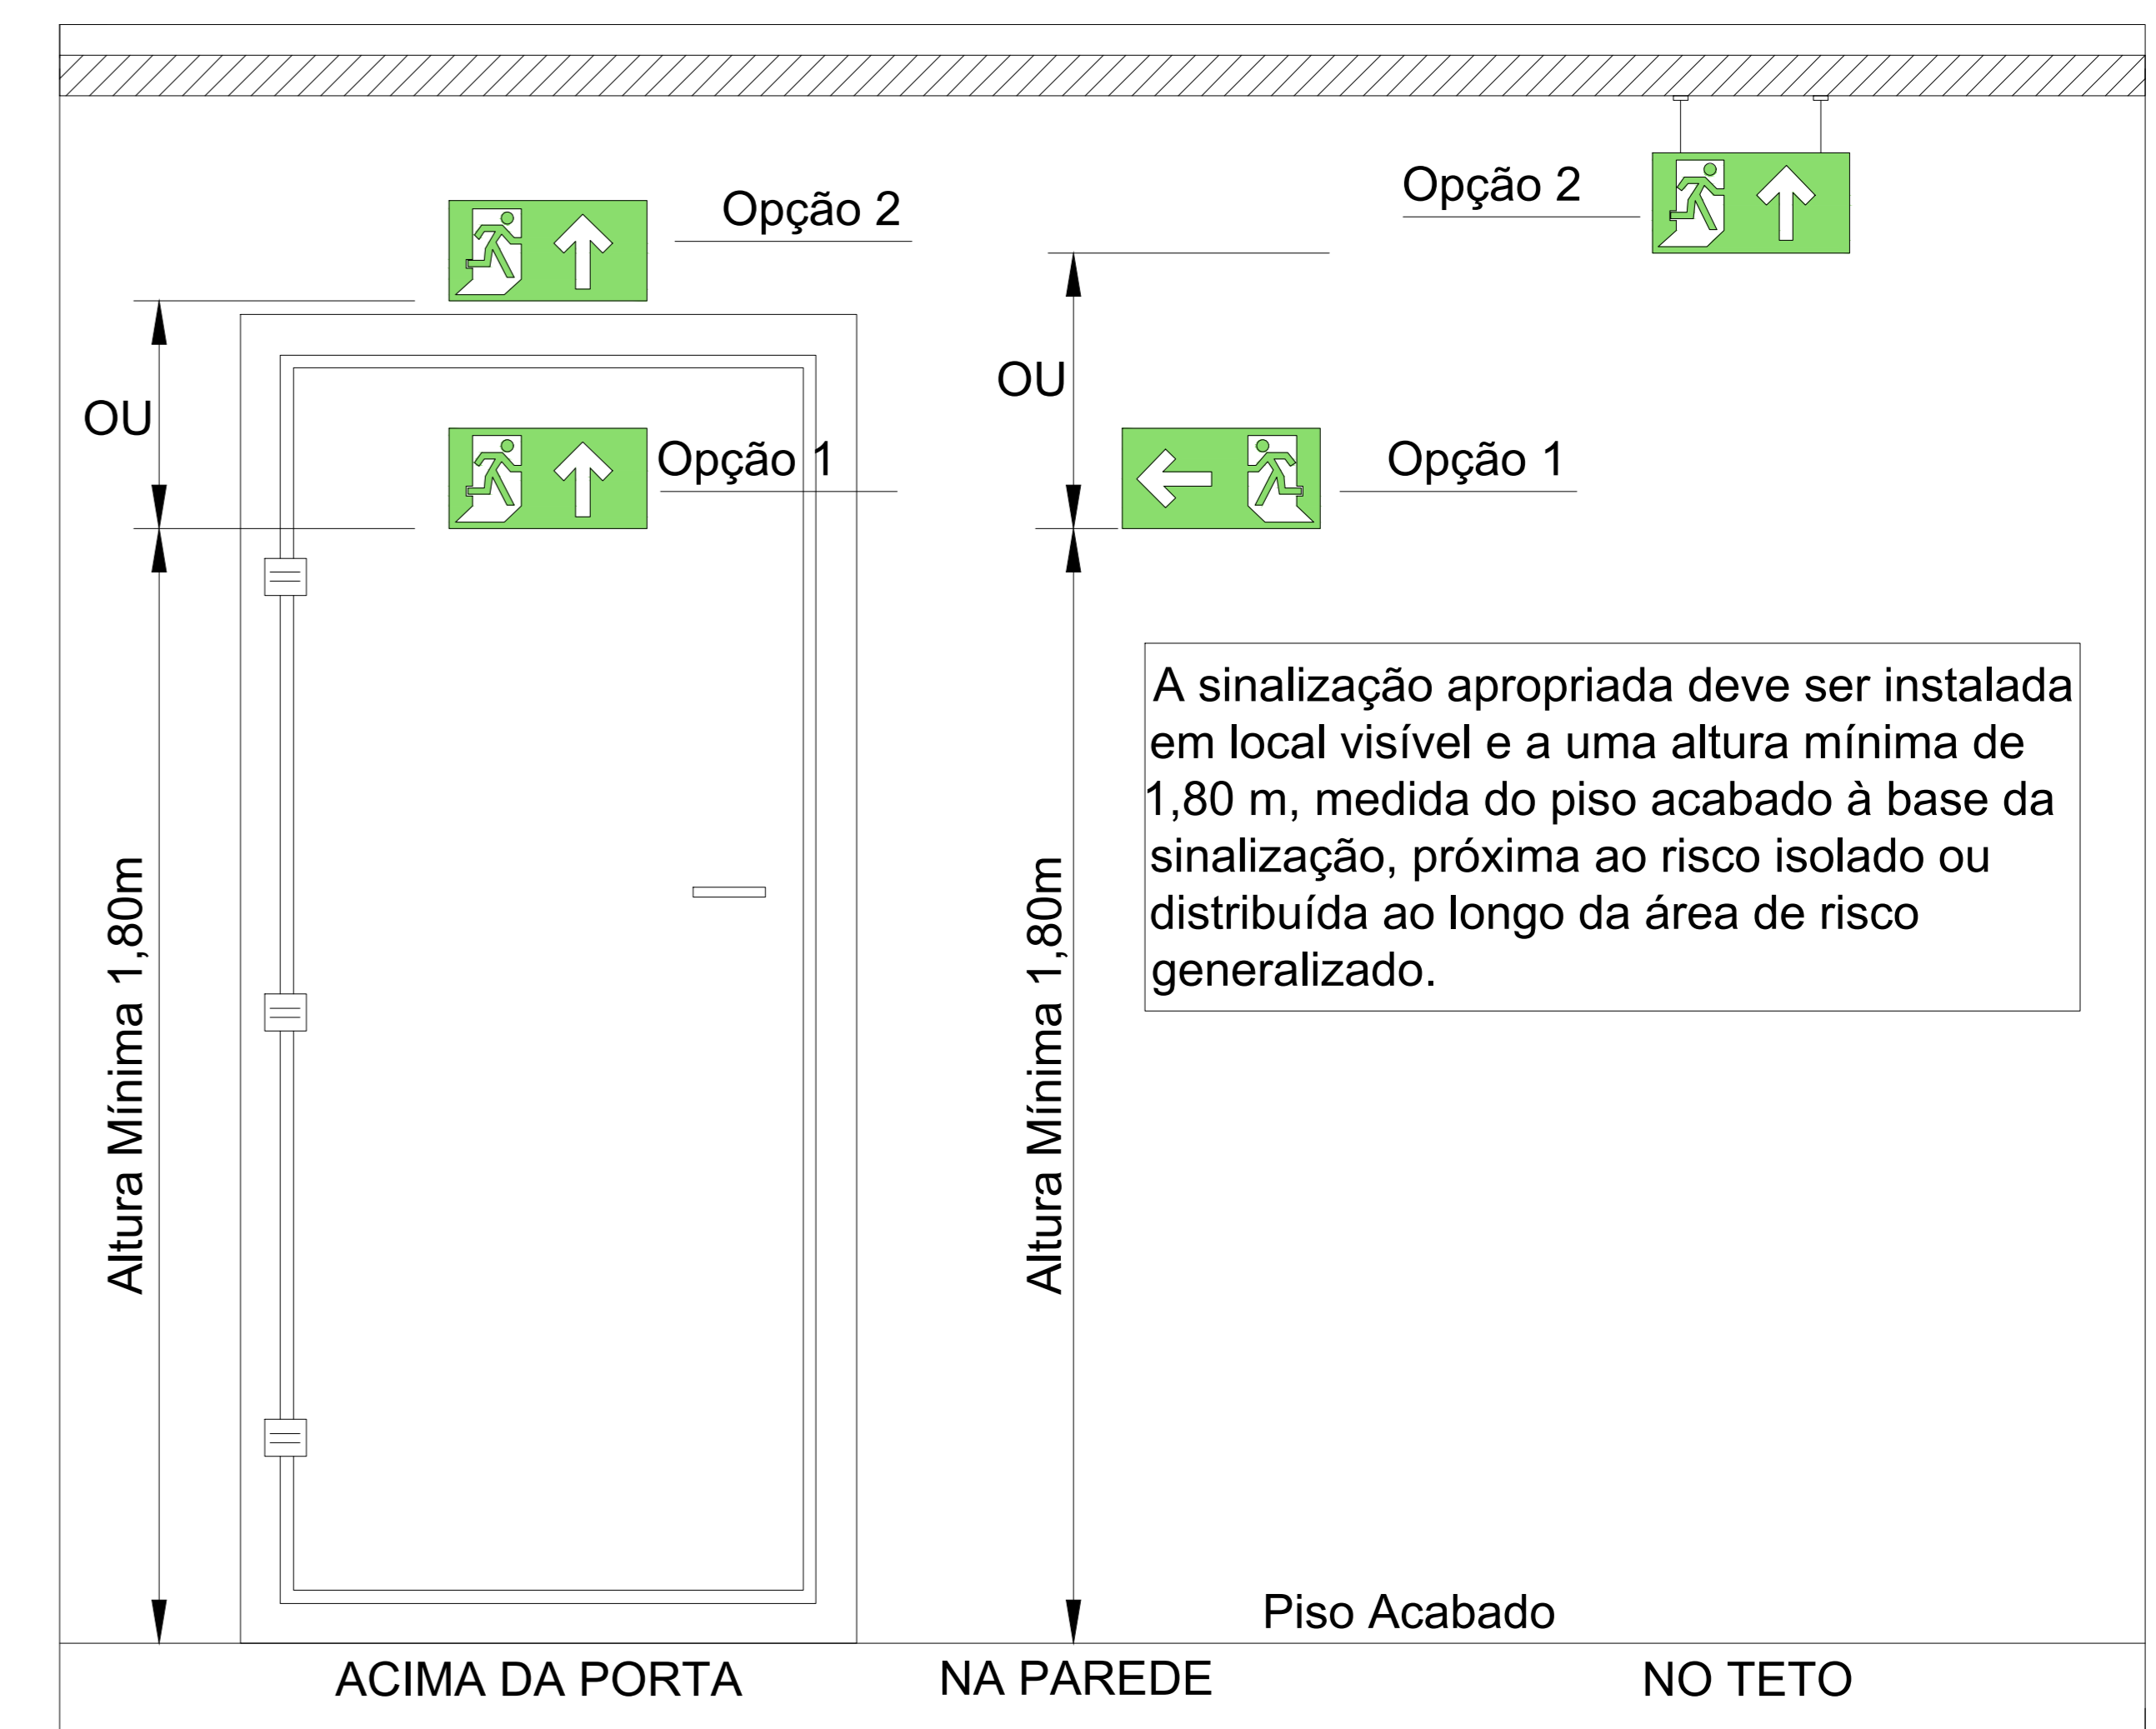 Opção 2
Opção 2
OU
OU
Opção 1
Opção 1
A sinalização apropriada deve ser instalada
em local visível e a uma altura mínima de
1,80 m, medida do piso acabado à base da
sinalização, próxima ao risco isolado ou
distribuída ao longo da área de risco
generalizado.
Altura Mínima 1,80m
Altura Mínima 1,80m
Piso Acabado
ACIMA DA PORTA
NA PAREDE
NO TETO